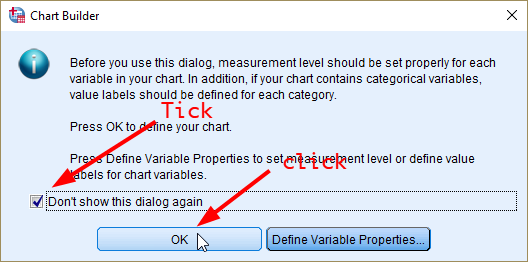 Chart Builder
Before you use this dialog, measurement level should be set properly for each
variable in your chart. In addition, if your chart contains categorical variables,
value labels should be defined for each category.
Tick
Press OK to define your chart.
Press Define Variable Properties to set measurement level or define value
labels for chart variables.
click
Don't show this dialog again
OK
Define Variable Properties...